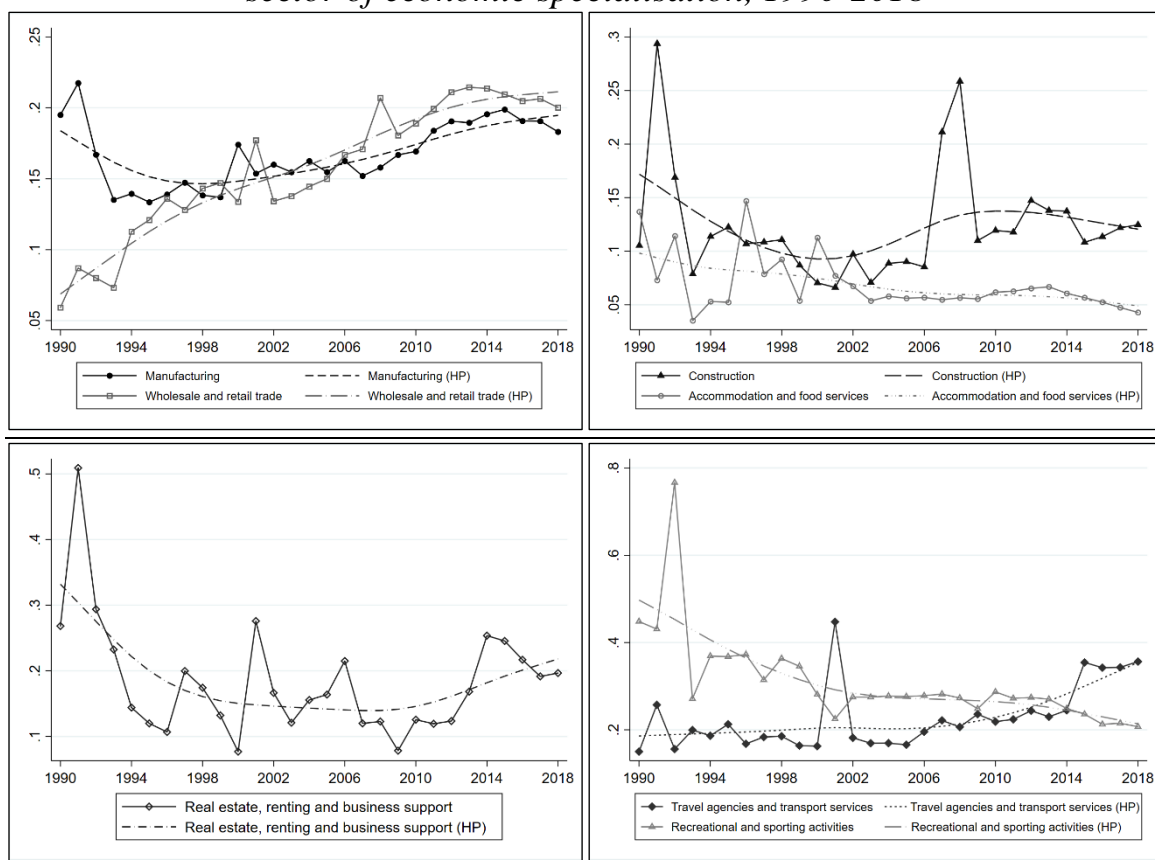 sector of economic specialisation, 1990-2018
.25
.2
.15
.1
.05
1990 1994 1998 2002 2006 2010 2014 2018
Manufacturing Manufacturing (HP)
Wholesale and retail trade Wholesale and retail trade (HP)
.3
.25
.2
.15
.1
.05
1990 1994 1998 2002 2006 2010 2014 2018
Construction Construction (HP)
Accommodation and food services Accommodation and food services (HP)
.5
.4
.3
.2
.1
1990 1994 1998 2002 2006 2010 2014 2018
Real estate, renting and business support
Real estate, renting and business support (HP)
.8
.6
.4
.2
1990 1994 1998 2002 2006 2010 2014 2018
Travel agencies and transport services Travel agencies and transport services (HP)
Recreational and sporting activities Recreational and sporting activities (HP)